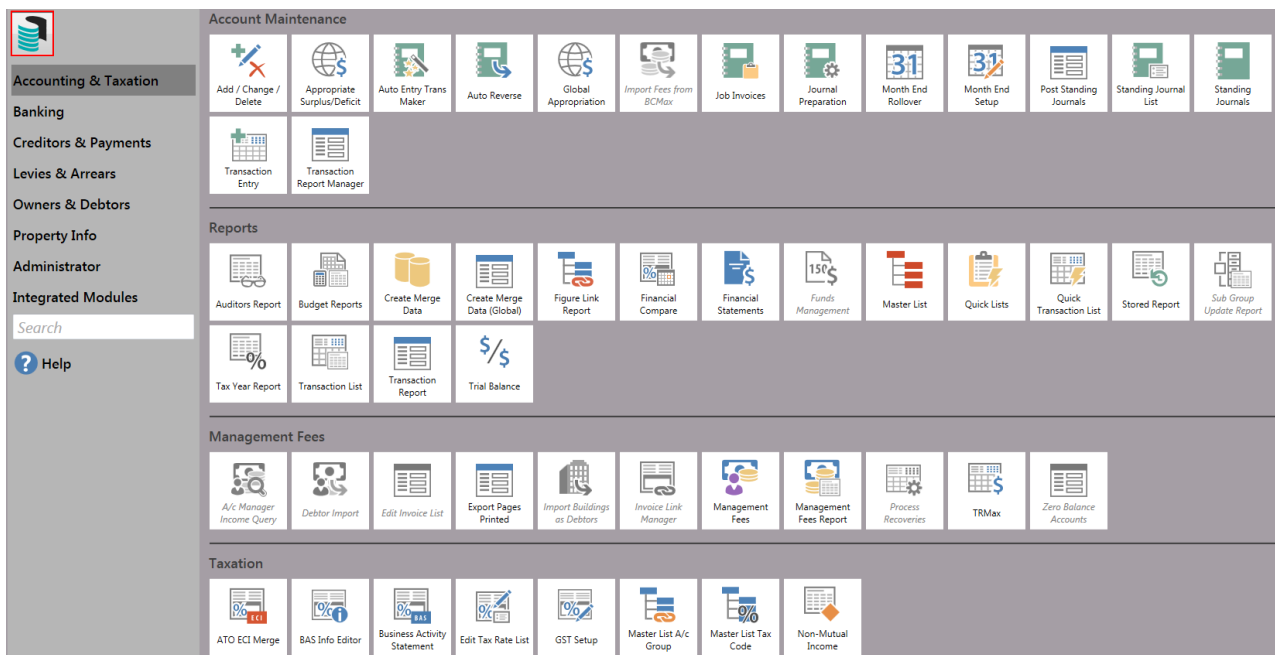 Accounting & Taxation
Banking
Creditors & Payments
Levies & Arrears
Owners & Debtors
Property Info
Administrator
Integrated Modules
Search
? Help
Account Maintenance
Add / Change /
Delete
Appropriate
Surplus/Deficit
Auto Entry Trans
Maker
Auto Reverse
Global
Appropriation
Import Fees from
BCMax
Job Invoices
Journal
Preparation
31
Month End
Rollover
31
Month End
Setup
Post Standing
Journals
Standing Journal
List
Standing
Journals
Transaction
Entry
Transaction
Report Manager
Reports
Auditors Report
Budget Reports
Create Merge
Data
Create Merge
Data (Global)
Figure Link
Report
%
Financial
Compare
$
Financial
Statements
150
$
Funds
Management
Master List
Quick Lists
Quick
Transaction List
Stored Report
Sub Group
Update Report
%
Tax Year Report
Transaction List
Transaction
Report
$/$
Trial Balance
Management Fees
A/c Manager
Income Query
Debtor Import
Edit Invoice List
Export Pages
Printed
Import Buildings
as Debtors
Invoice Link
Manager
Management
Fees
Management
Fees Report
Process
Recoveries
$
TRMax
Zero Balance
Accounts
Taxation
% ECI
ATO ECI Merge
% i
BAS Info Editor
% BAS
Business Activity
Statement
%
Edit Tax Rate List
%
GST Setup
Master List A/c
Group
%
Master List Tax
Code
Non-Mutual
Income